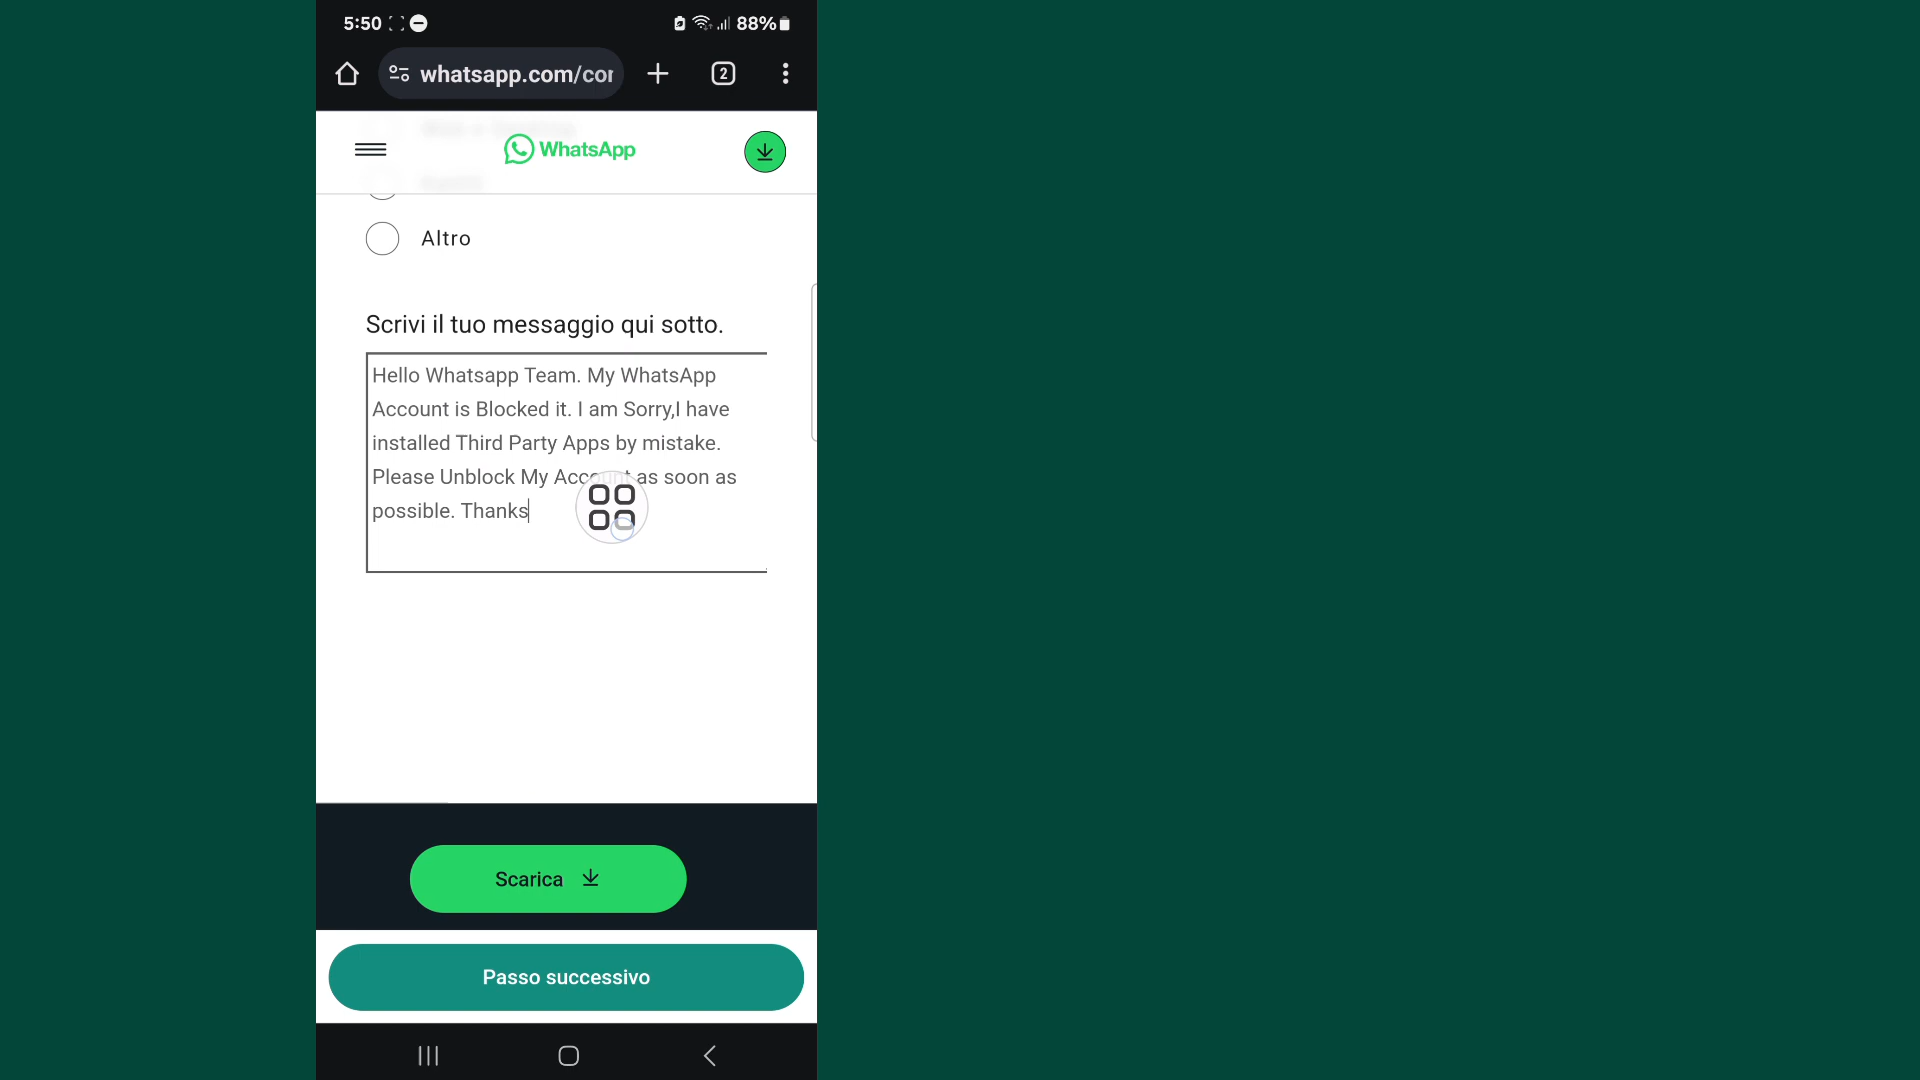 5:50
88%
whatsapp.com/cor
2
WhatsApp
Altro
Scrivi il tuo messaggio qui sotto.
Hello Whatsapp Team. My WhatsApp
Account is Blocked it. I am Sorry,I have
installed Third Party Apps by mistake.
Please Unblock My Account as soon as
possible. Thanks
Scarica
Passo successivo